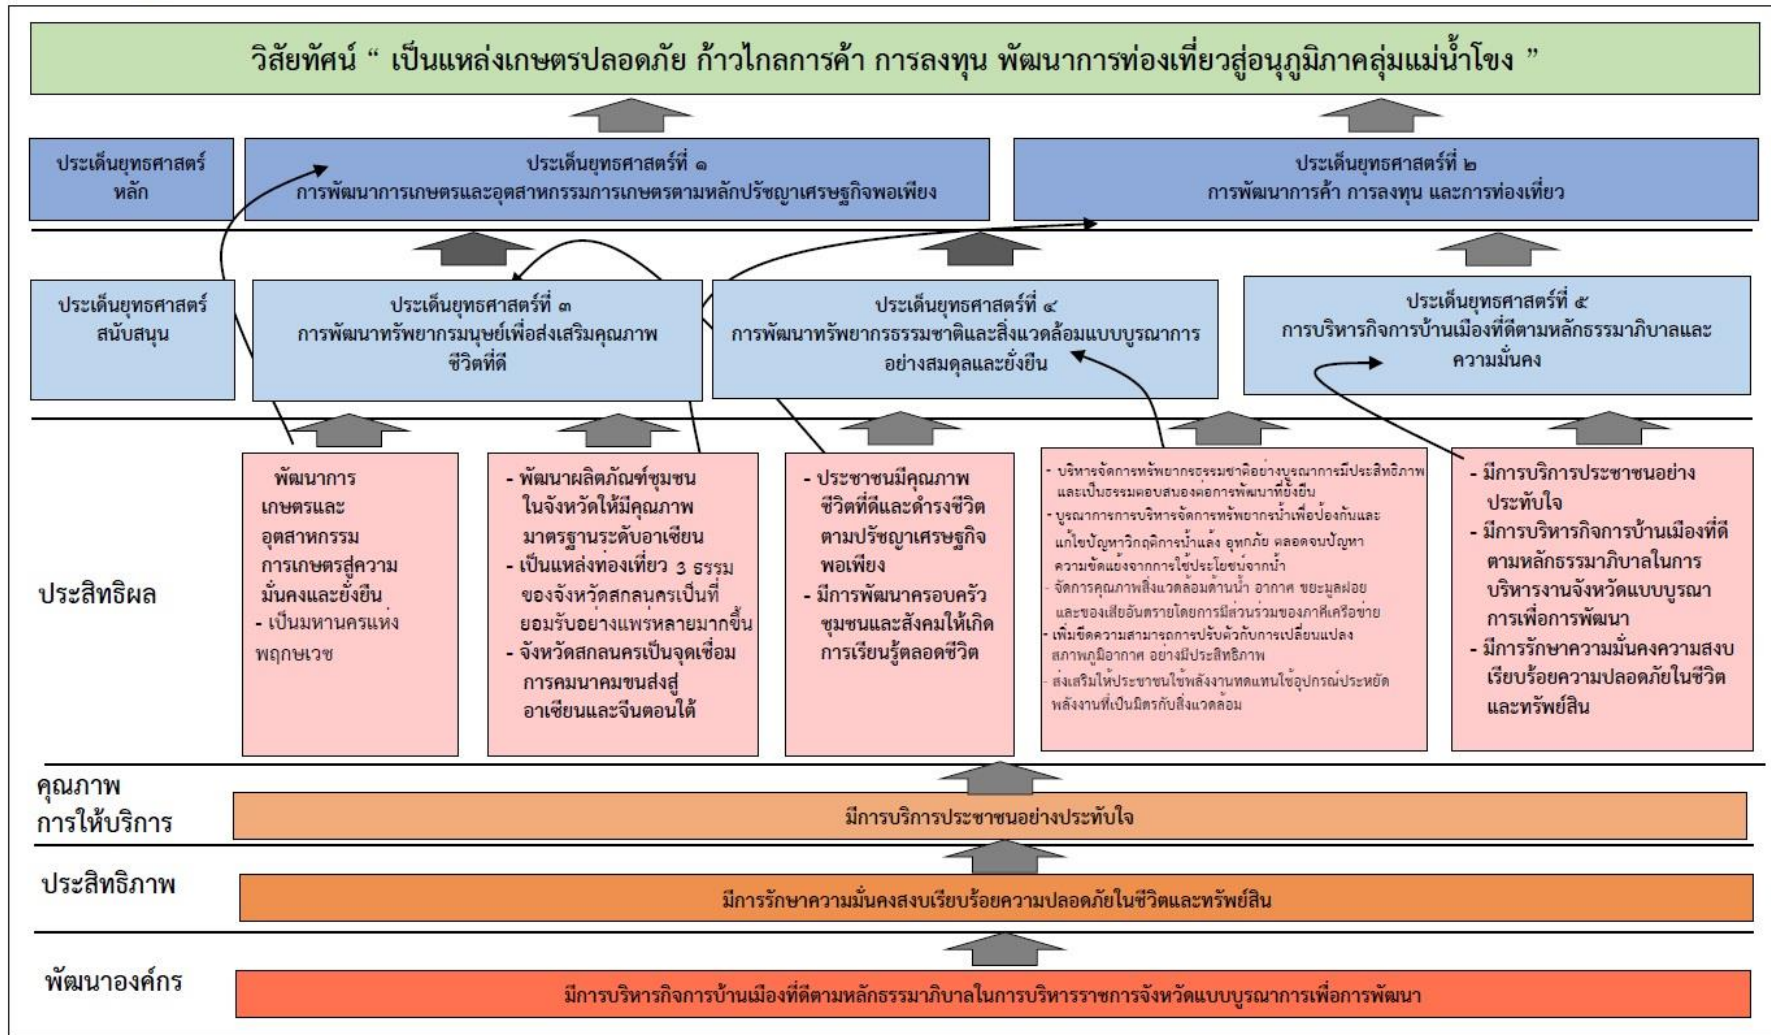 วิสัยทัศน์ “ เป็นแหล่งเกษตรปลอดภัย ก้าวไกลการค้า การลงทุน พัฒนาการท่องเที่ยวสู่อนุภูมิภาคลุ่มแม่น้ำโขง ”
ประเด็นยุทธศาสตร์
หลัก
ประเด็นยุทธศาสตร์ที่ ๑
การพัฒนาการเกษตรและอุตสาหกรรมการเกษตรตามหลักปรัชญาเศรษฐกิจพอเพียง
ประเด็นยุทธศาสตร์ที่ ๒
การพัฒนาการค้า การลงทุน และการท่องเที่ยว
ประเด็นยุทธศาสตร์
สนับสนุน
ประเด็นยุทธศาสตร์ที่ ๓
การพัฒนาทรัพยากรมนุษย์เพื่อส่งเสริมคุณภาพ
ชีวิตที่ดี
ประเด็นยุทธศาสตร์ที่ ๔
การพัฒนาทรัพยากรธรรมชาติและสิ่งแวดล้อมแบบบูรณาการ
อย่างสมดุลและยั่งยืน
ประเด็นยุทธศาสตร์ที่ ๕
การบริหารกิจการบ้านเมืองที่ดีตามหลักธรรมาภิบาลและ
ความมั่นคง
ประสิทธิผล
พัฒนาการ
เกษตรและ
อุตสาหกรรม
การเกษตรสู่ความ
มั่นคงและยั่งยืน
- เป็นมหานครแห่ง
พฤกษเวช
- พัฒนาผลิตภัณฑ์ชุมชน
ในจังหวัดให้มีคุณภาพ
มาตรฐานระดับอาเซียน
- เป็นแหล่งท่องเที่ยว 3 ธรรม
ของจังหวัดสกลนครเป็นที่
ยอมรับอย่างแพร่หลายมากขึ้น
- จังหวัดสกลนครเป็นจุดเชื่อม
การคมนาคมขนส่งสู่
อาเซียนและจีนตอนใต้
- ประชาชนมีคุณภาพ
ชีวิตที่ดีและดำรงชีวิต
ตามปรัชญาเศรษฐกิจ
พอเพียง
- มีการพัฒนาครอบครัว
ชุมชนและสังคมให้เกิด
การเรียนรู้ตลอดชีวิต
- บริหารจัดการทรัพยากรธรรมชาติอย่างบูรณาการมีประสิทธิภาพ
และเป็นธรรมตอบสนองต่อการพัฒนาที่ยั่งยืน
- บูรณาการการบริหารจัดการทรัพยากรน้ำเพื่อป้องกันและ
แก้ไขปัญหาวิกฤติการน้ำแล้ง อุทกภัย ตลอดจนปัญหา
ความขัดแย้งจากการใช้ประโยชน์จากน้ำ
- จัดการคุณภาพสิ่งแวดล้อมด้านน้ำ อากาศ ขยะมูลฝอย
และของเสียอันตรายโดยการมีส่วนร่วมของภาคีเครือข่าย
- เพิ่มขีดความสามารถการปรับตัวกับการเปลี่ยนแปลง
สภาพภูมิอากาศ อย่างมีประสิทธิภาพ
- ส่งเสริมให้ประชาชนใช้พลังงานทดแทนใช้อุปกรณ์ประหยัด
พลังงานที่เป็นมิตรกับสิ่งแวดล้อม
- มีการบริการประชาชนอย่าง
ประทับใจ
- มีการบริหารกิจการบ้านเมืองที่ดี
ตามหลักธรรมาภิบาลในการ
บริหารงานจังหวัดแบบบูรณา
การเพื่อการพัฒนา
- มีการรักษาความมั่นคงความสงบ
เรียบร้อยความปลอดภัยในชีวิต
และทรัพย์สิน
คุณภาพ
การให้บริการ
มีการบริการประชาชนอย่างประทับใจ
ประสิทธิภาพ
มีการรักษาความมั่นคงสงบเรียบร้อยความปลอดภัยในชีวิตและทรัพย์สิน
พัฒนาองค์กร
มีการบริหารกิจการบ้านเมืองที่ดีตามหลักธรรมาภิบาลในการบริหารราชการจังหวัดแบบบูรณาการเพื่อการพัฒนา